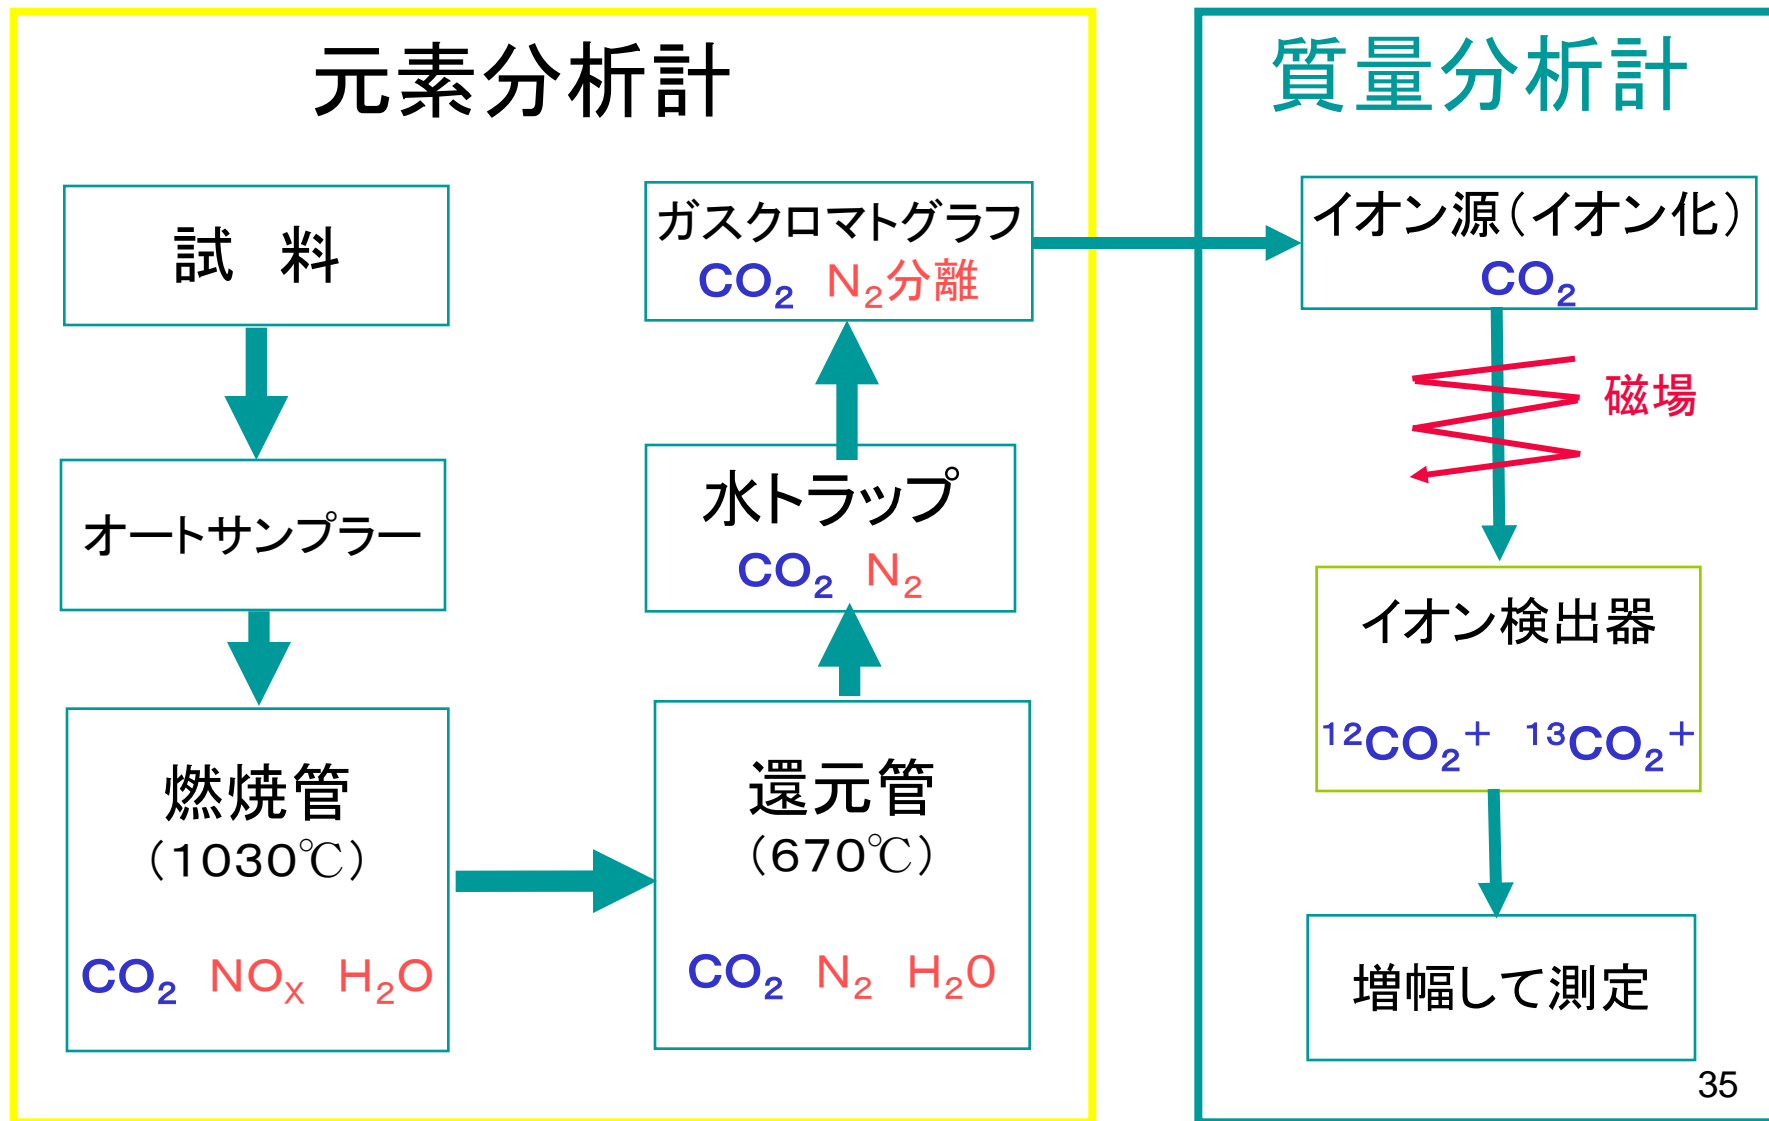 元素分析計
試 料
オートサンプラー
燃焼管
(1030℃)
CO₂ NOₓ H₂O
還元管
(670℃)
CO₂ N₂ H₂0
水トラップ
CO₂ N₂
ガスクロマトグラフ
CO₂ N₂分離
質量分析計
イオン源(イオン化)
CO₂
磁場
イオン検出器
¹²CO₂⁺ ¹³CO₂⁺
増幅して測定
35